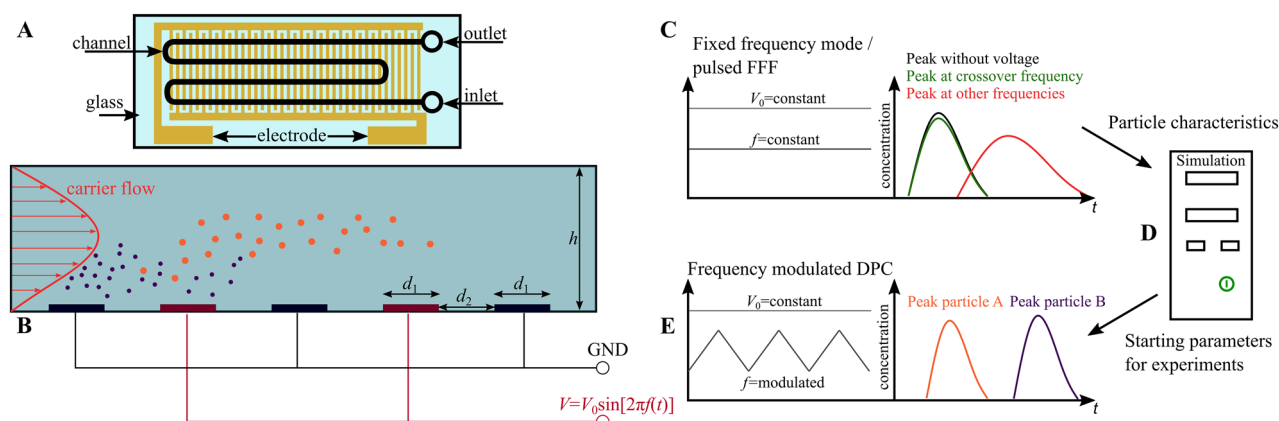 A
channel
glass
outlet
inlet
electrode
carrier flow
h
d₁
d₂
d₁
B
GND
V=V₀sin[2πf(t)]
C
Fixed frequency mode /
pulsed FFF
V₀=constant
f=constant
concentration
Peak without voltage
Peak at crossover frequency
Peak at other frequencies
t
Particle characteristics
Simulation
D
Starting parameters
for experiments
E
Frequency modulated DPC
V₀=constant
f=modulated
concentration
Peak particle A
Peak particle B
t